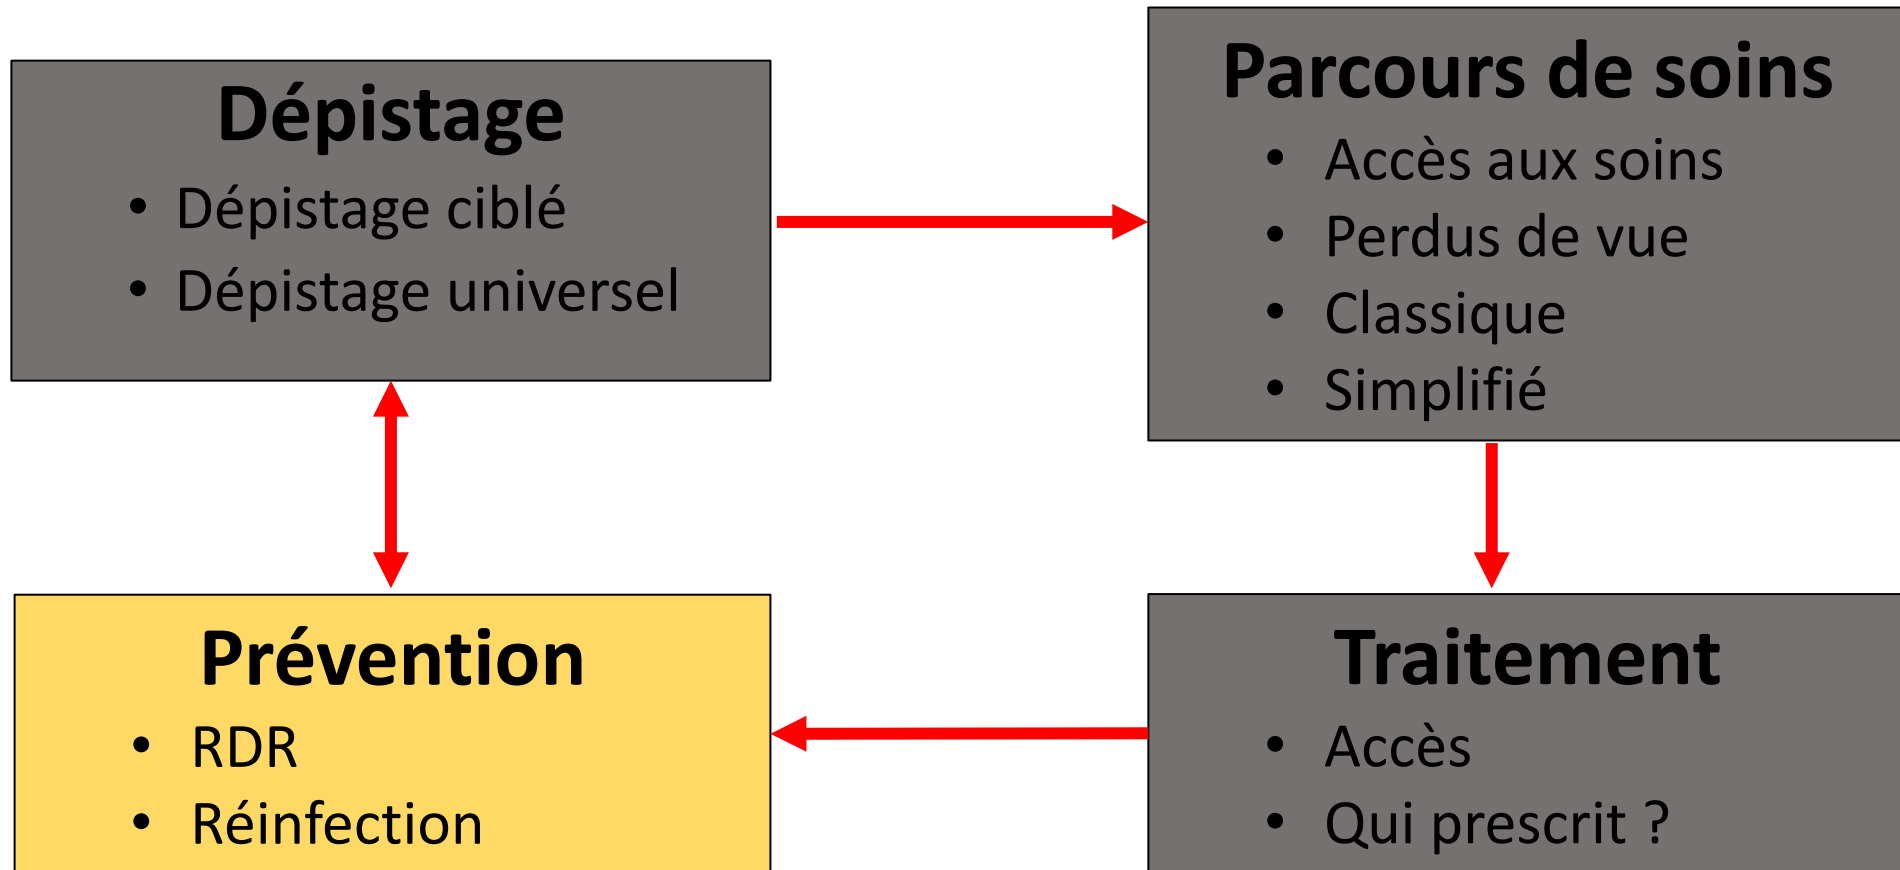 Dépistage
• Dépistage ciblé
• Dépistage universel
Parcours de soins
• Accès aux soins
• Perdus de vue
• Classique
• Simplifié
Prévention
• RDR
• Réinfection
Traitement
• Accès
• Qui prescrit ?